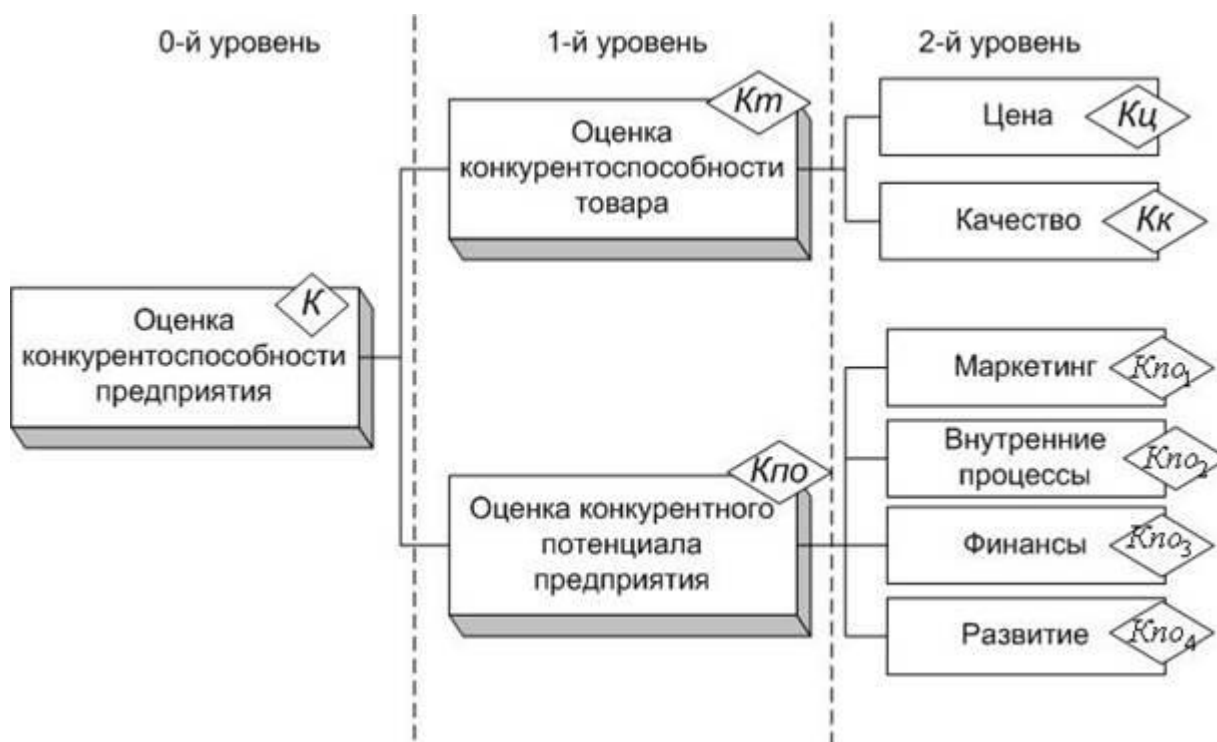 0-й уровень
1-й уровень
2-й уровень
К
Оценка
конкурентоспособности
предприятия
Кт
Оценка
конкурентоспособности
товара
Кпо
Оценка конкурентного
потенциала
предприятия
Цена
Кц
Качество
Кк
Маркетинг
Кпо₁
Внутренние
процессы
Кпо₂
Финансы
Кпо₃
Развитие
Кпо₄